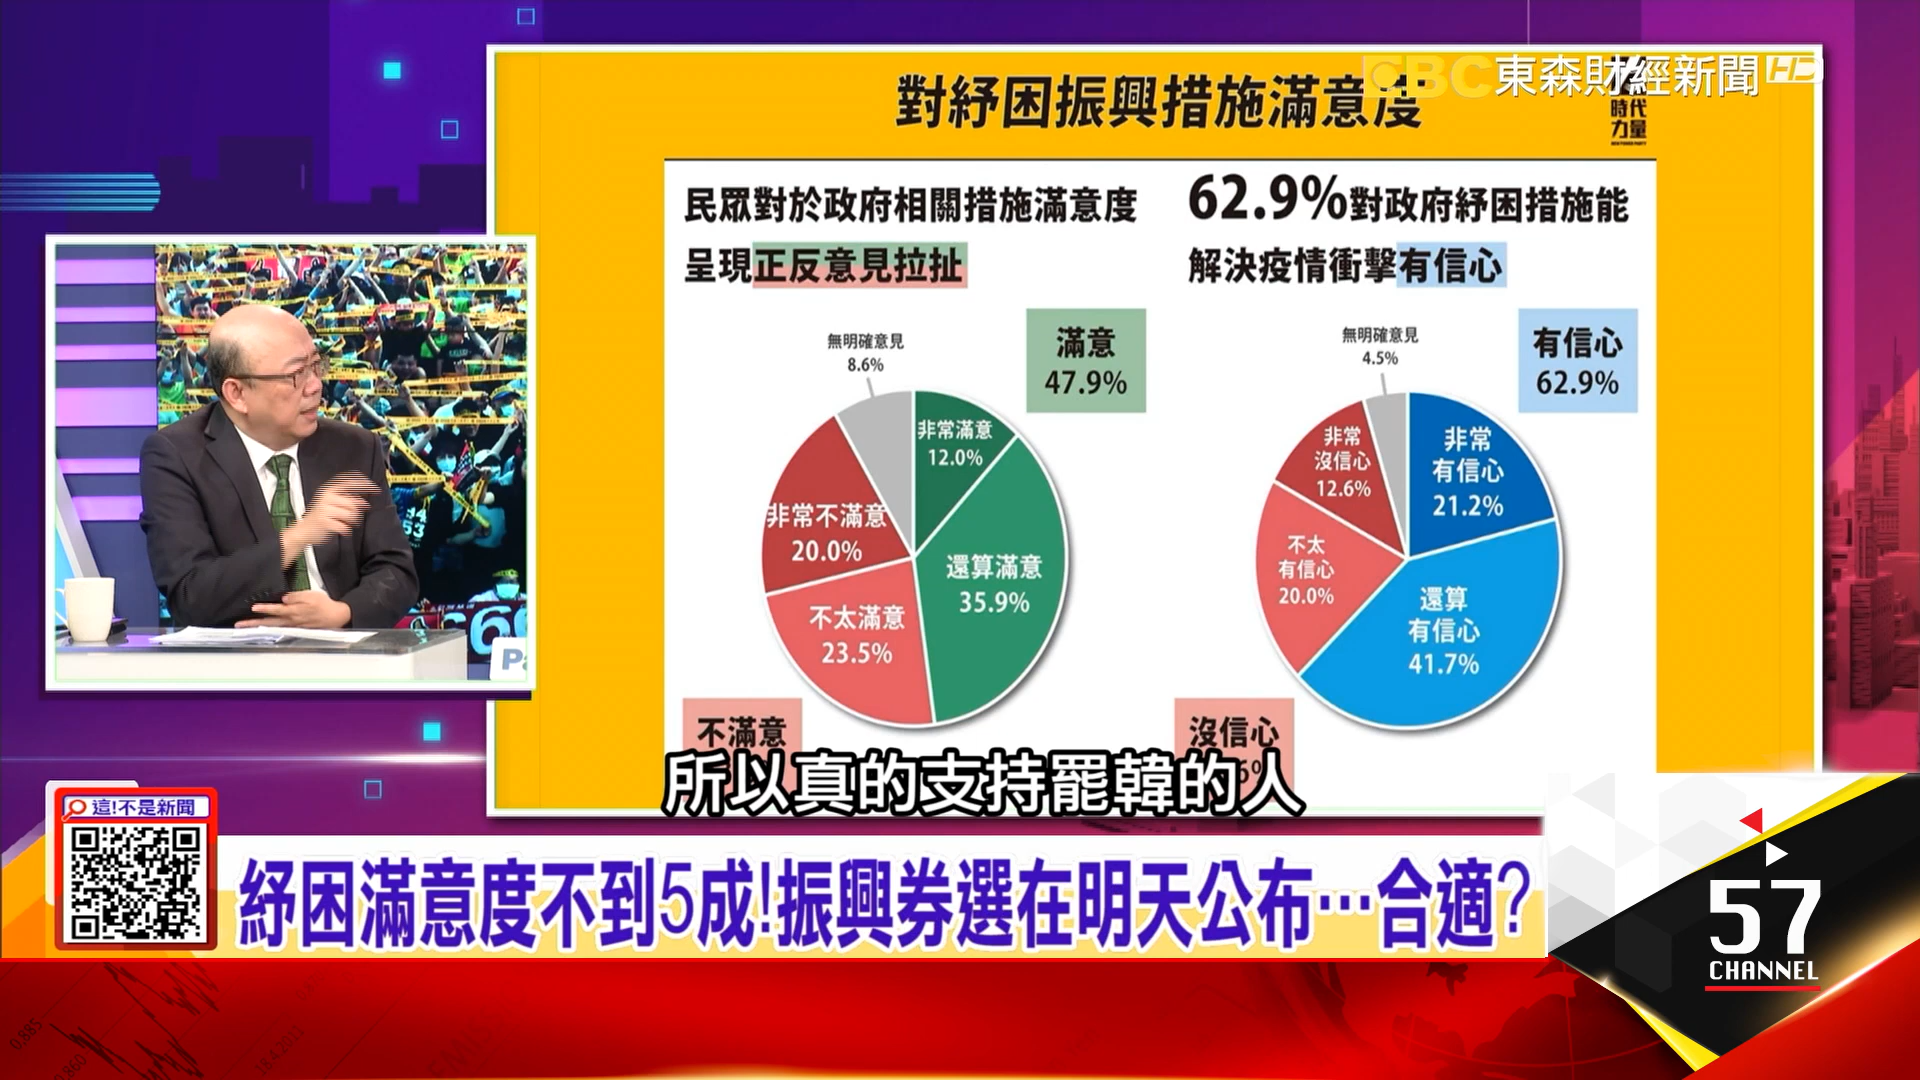 EBC 東森財經新聞 HD
對紓困振興措施滿意度
時代
力量
NEW POWER PARTY
民眾對於政府相關措施滿意度
呈現正反意見拉扯
滿意
47.9%
無明確意見
8.6%
非常滿意
12.0%
還算滿意
35.9%
非常不滿意
20.0%
不太滿意
23.5%
不滿意
62.9%對政府紓困措施能
解決疫情衝擊有信心
有信心
62.9%
無明確意見
4.5%
非常
有信心
21.2%
非常
沒信心
12.6%
不太
有信心
20.0%
還算
有信心
41.7%
沒信心
所以真的支持罷韓的人
這!不是新聞
紓困滿意度不到5成!振興券選在明天公布…合適?
57
CHANNEL